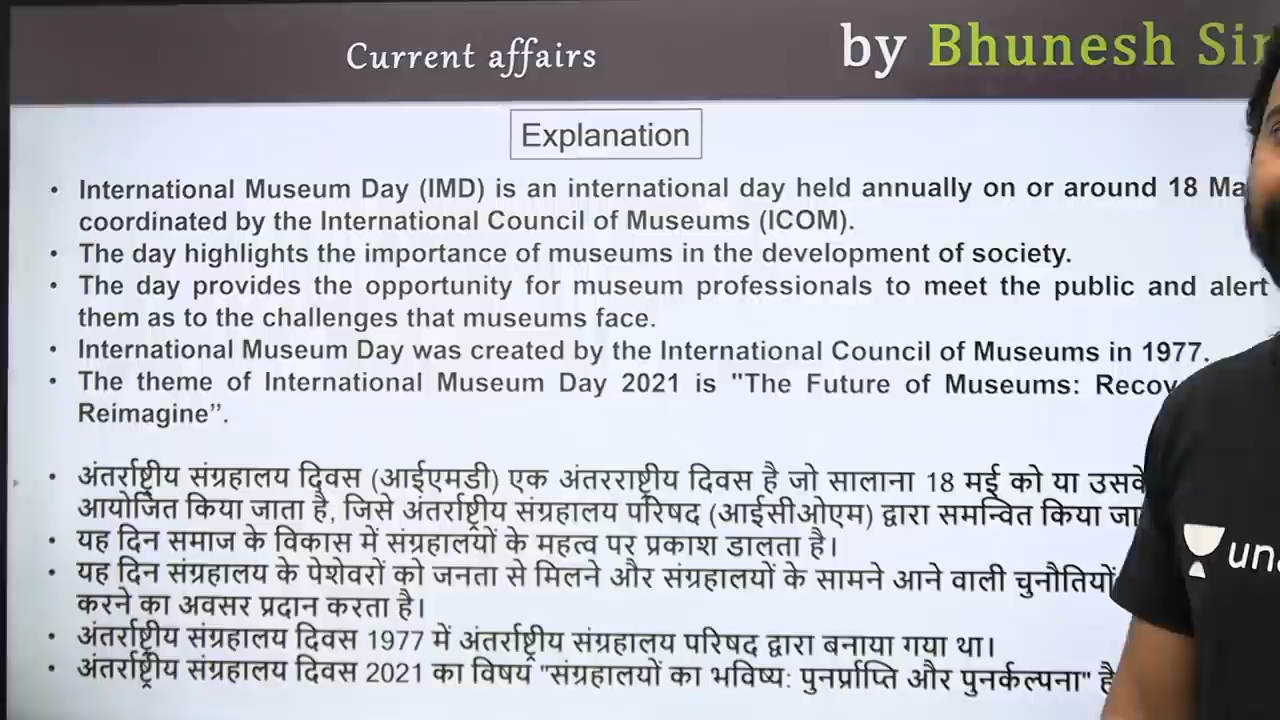 Current affairs
by Bhunesh Sir
Explanation
• International Museum Day (IMD) is an international day held annually on or around 18
coordinated by the International Council of Museums (ICOM).
• The day highlights the importance of museums in the development of society.
• The day provides the opportunity for museum professionals to meet the public and alert
them as to the challenges that museums face.
• International Museum Day was created by the International Council of Museums in 1977.
• The theme of International Museum Day 2021 is "The Future of Museums:
Reimagine”.
• अंतर्राष्ट्रीय संग्रहालय दिवस (आईएमडी) एक अंतरराष्ट्रीय दिवस है जो सालाना 18 मई को या
आयोजित किया जाता है, जिसे अंतर्राष्ट्रीय संग्रहालय परिषद (आईसीओएम) द्वारा समन्वित किया
• यह दिन समाज के विकास में संग्रहालयों के महत्व पर प्रकाश डालता है।
• यह दिन संग्रहालय के पेशेवरों को जनता से मिलने और संग्रहालयों के सामने आने वाली चुनौतियों
करने का अवसर प्रदान करता है।
• अंतर्राष्ट्रीय संग्रहालय दिवस 1977 में अंतर्राष्ट्रीय संग्रहालय परिषद द्वारा बनाया गया था।
• अंतर्राष्ट्रीय संग्रहालय दिवस 2021 का विषय "संग्रहालयों का भविष्य: पुनर्प्राप्ति और पुनर्कल्पना" है